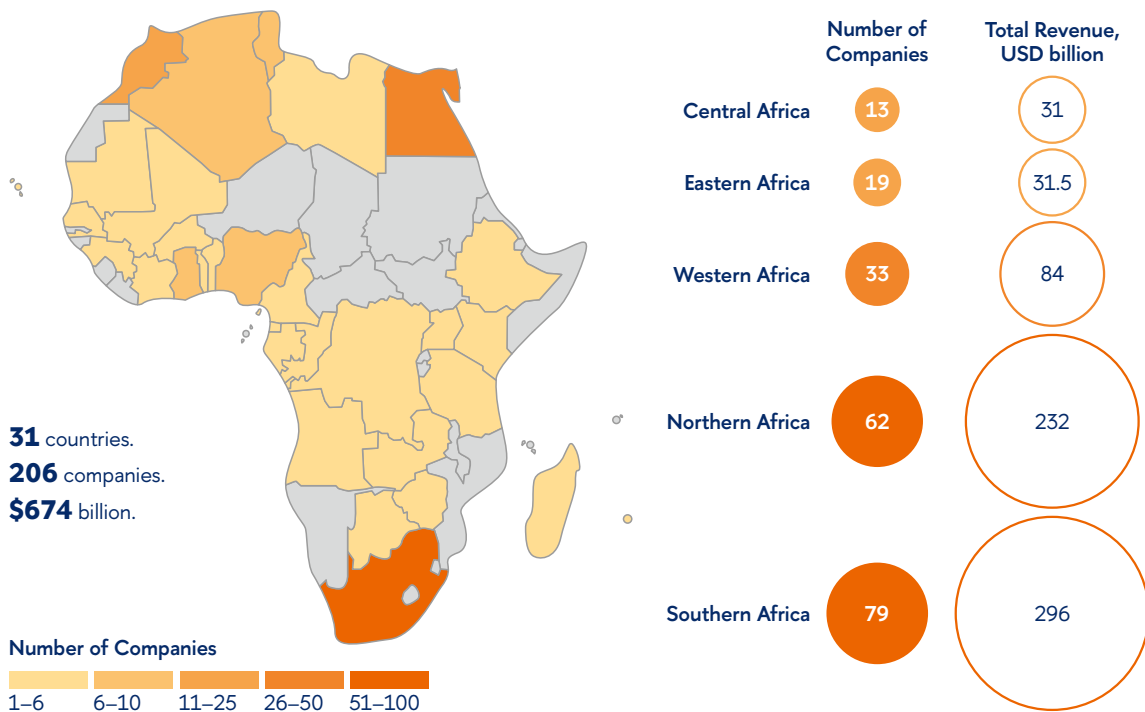 Number of
Companies
Total Revenue,
USD billion
Central Africa 13 31
Eastern Africa 19 31.5
Western Africa 33 84
Northern Africa 62 232
Southern Africa 79 296
31 countries.
206 companies.
$674 billion.
Number of Companies
1–6 6–10 11–25 26–50 51–100